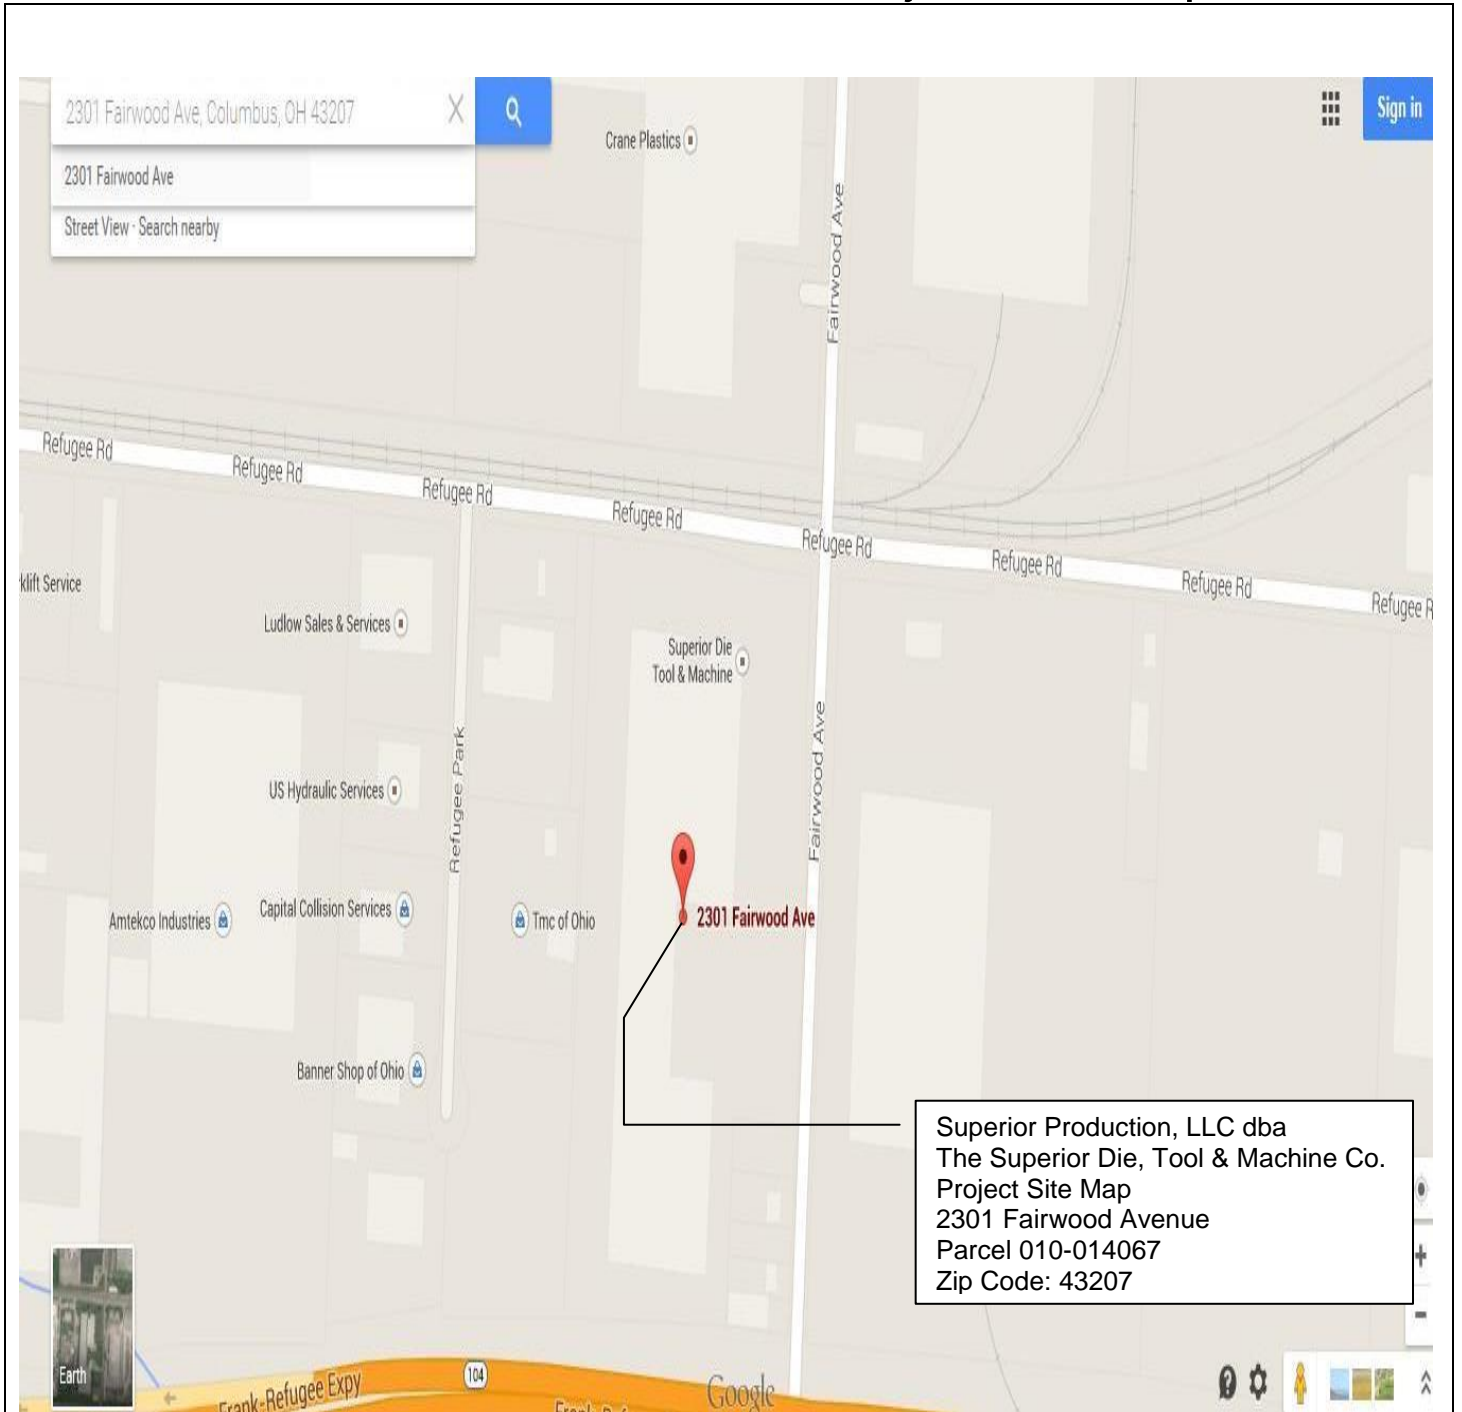 2301 Fairwood Ave, Columbus, OH 43207
Sign in
2301 Fairwood Ave
Street View · Search nearby
Crane Plastics
Fairwood Ave
Refugee Rd
Refugee Rd
Refugee Rd
Refugee Rd
Refugee Rd
Refugee Rd
Refugee Rd
Refugee R
klift Service
Ludlow Sales & Services
Superior Die
Tool & Machine
Refugee Park
Fairwood Ave
US Hydraulic Services
Amtekco Industries
Capital Collision Services
Tmc of Ohio
2301 Fairwood Ave
Banner Shop of Ohio
Superior Production, LLC dba
The Superior Die, Tool & Machine Co.
Project Site Map
2301 Fairwood Avenue
Parcel 010-014067
Zip Code: 43207
Earth
Frank-Refugee Expy
104
Google